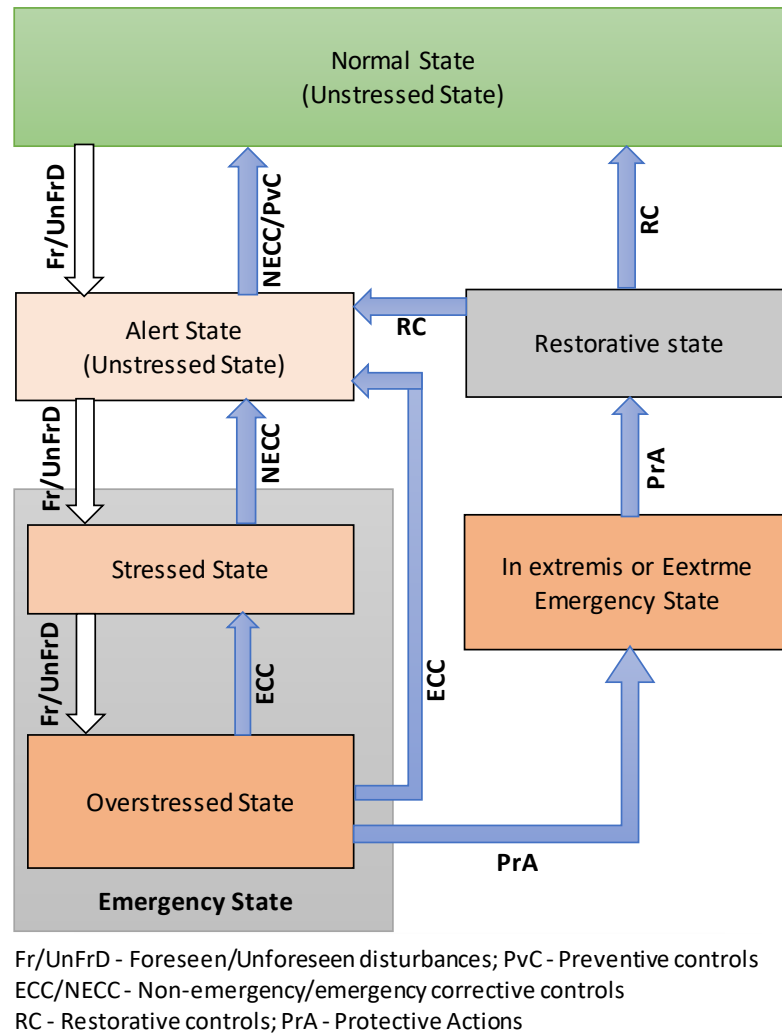 Normal State
(Unstressed State)
Fr/UnFrD
NECC/PvC
RC
Alert State
(Unstressed State)
RC
Restorative state
Fr/UnFrD
NECC
PrA
Stressed State
In extremis or Eextrme
Emergency State
Fr/UnFrD
ECC
ECC
Overstressed State
PrA
Emergency State
Fr/UnFrD - Foreseen/Unforeseen disturbances; PvC - Preventive controls
ECC/NECC - Non-emergency/emergency corrective controls
RC - Restorative controls; PrA - Protective Actions